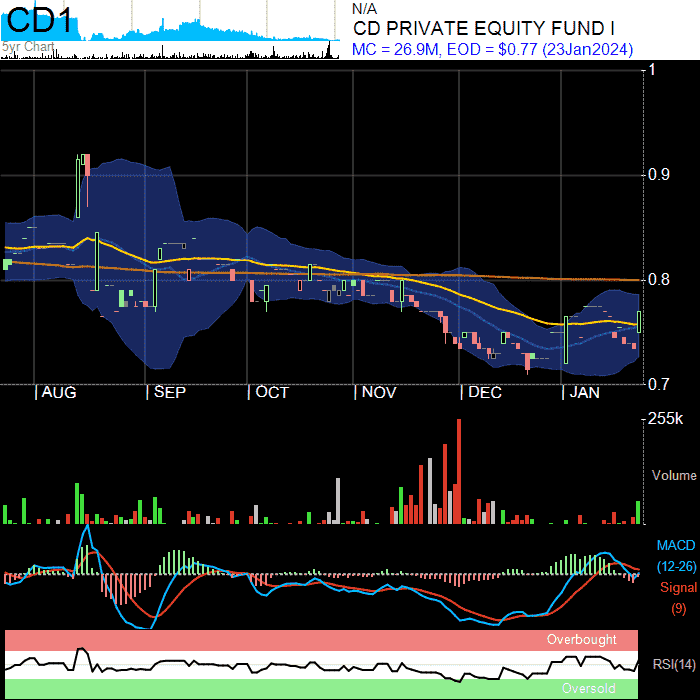 CD1
5yr Chart
N/A
CD PRIVATE EQUITY FUND I
MC = 26.9M, EOD = $0.77 (23Jan2024)
1
0.9
0.8
0.7
AUG
SEP
OCT
NOV
DEC
JAN
255k
Volume
MACD
(12-26)
Signal
(9)
Overbought
RSI(14)
Oversold